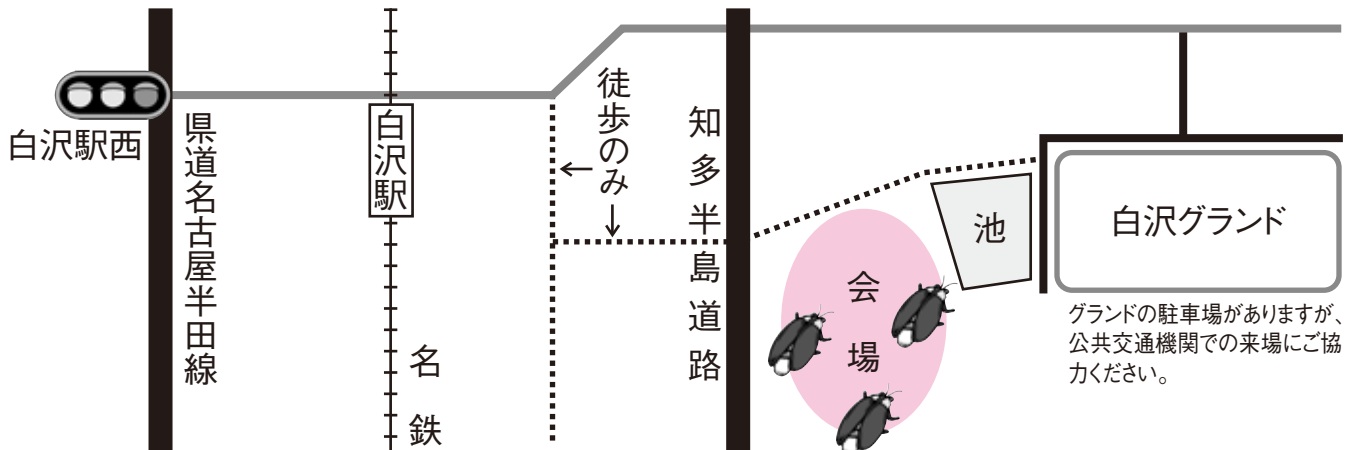 白沢駅西
県道名古屋半田線
白沢駅
名鉄
徒歩のみ
知多半島道路
会場
池
白沢グランド
グランドの駐車場がありますが、
公共交通機関での来場にご協
力ください。